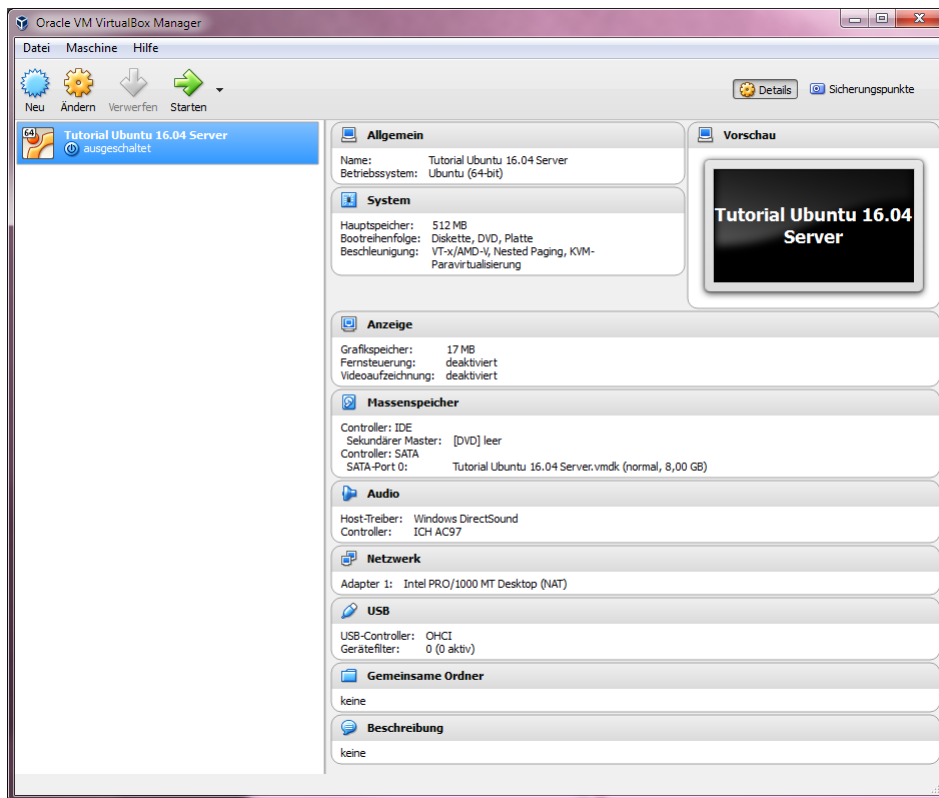 Oracle VM VirtualBox Manager
Datei Maschine Hilfe
Neu Ändern Verwerfen Starten
Details Sicherungspunkte
64
Tutorial Ubuntu 16.04 Server
ausgeschaltet
Allgemein
Name: Tutorial Ubuntu 16.04 Server
Betriebssystem: Ubuntu (64-bit)
System
Hauptspeicher: 512 MB
Bootreihenfolge: Diskette, DVD, Platte
Beschleunigung: VT-x/AMD-V, Nested Paging, KVM-
Paravirtualisierung
Vorschau
Tutorial Ubuntu 16.04
Server
Anzeige
Grafikspeicher: 17 MB
Fernsteuerung: deaktiviert
Videoaufzeichnung: deaktiviert
Massenspeicher
Controller: IDE
Sekundärer Master: [DVD] leer
Controller: SATA
SATA-Port 0: Tutorial Ubuntu 16.04 Server.vmdk (normal, 8,00 GB)
Audio
Host-Treiber: Windows DirectSound
Controller: ICH AC97
Netzwerk
Adapter 1: Intel PRO/1000 MT Desktop (NAT)
USB
USB-Controller: OHCI
Gerätefilter: 0 (0 aktiv)
Gemeinsame Ordner
keine
Beschreibung
keine